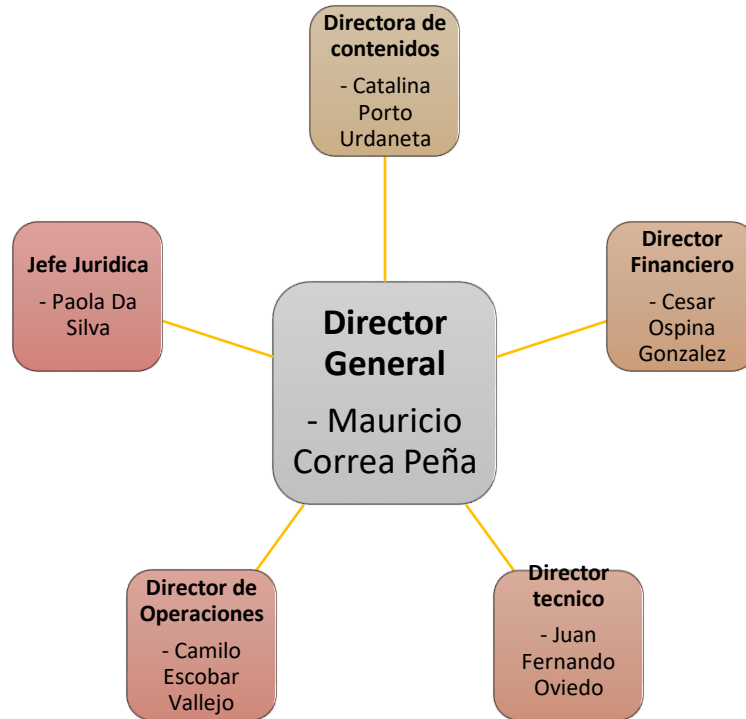 Directora de
contenidos
- Catalina
Porto
Urdaneta
Jefe Juridica
- Paola Da
Silva
Director
General
- Mauricio
Correa Peña
Director
Financiero
- Cesar
Ospina
Gonzalez
Director de
Operaciones
- Camilo
Escobar
Vallejo
Director
tecnico
- Juan
Fernando
Oviedo